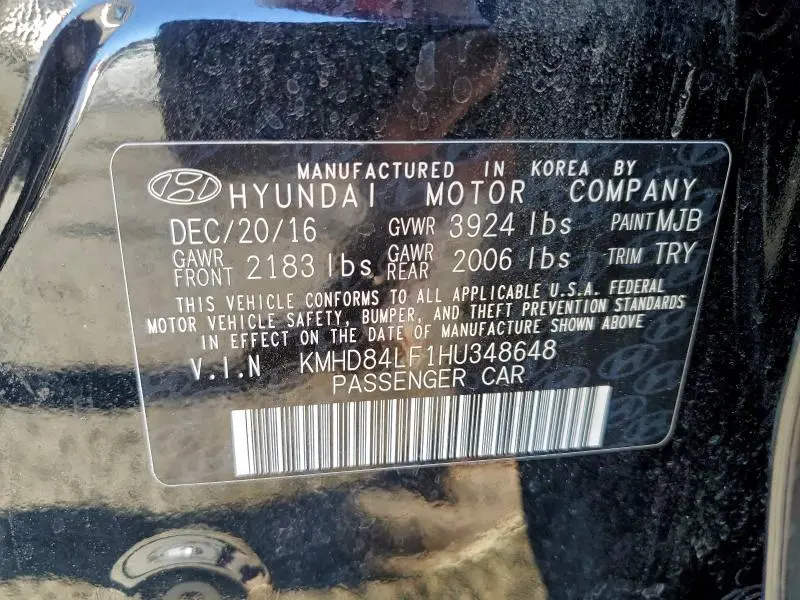 MANUFACTURED IN KOREA BY
HYUNDAI MOTOR COMPANY
DEC/20/16 GVWR 3924 lbs PAINT MJB
GAWR FRONT 2183 lbs GAWR REAR 2006 lbs TRIM TRY
THIS VEHICLE CONFORMS TO ALL APPLICABLE U.S.A. FEDERAL
MOTOR VEHICLE SAFETY, BUMPER, AND THEFT PREVENTION STANDARDS
IN EFFECT ON THE DATE OF MANUFACTURE SHOWN ABOVE
V.I.N KMHD84LF1HU348648
PASSENGER CAR